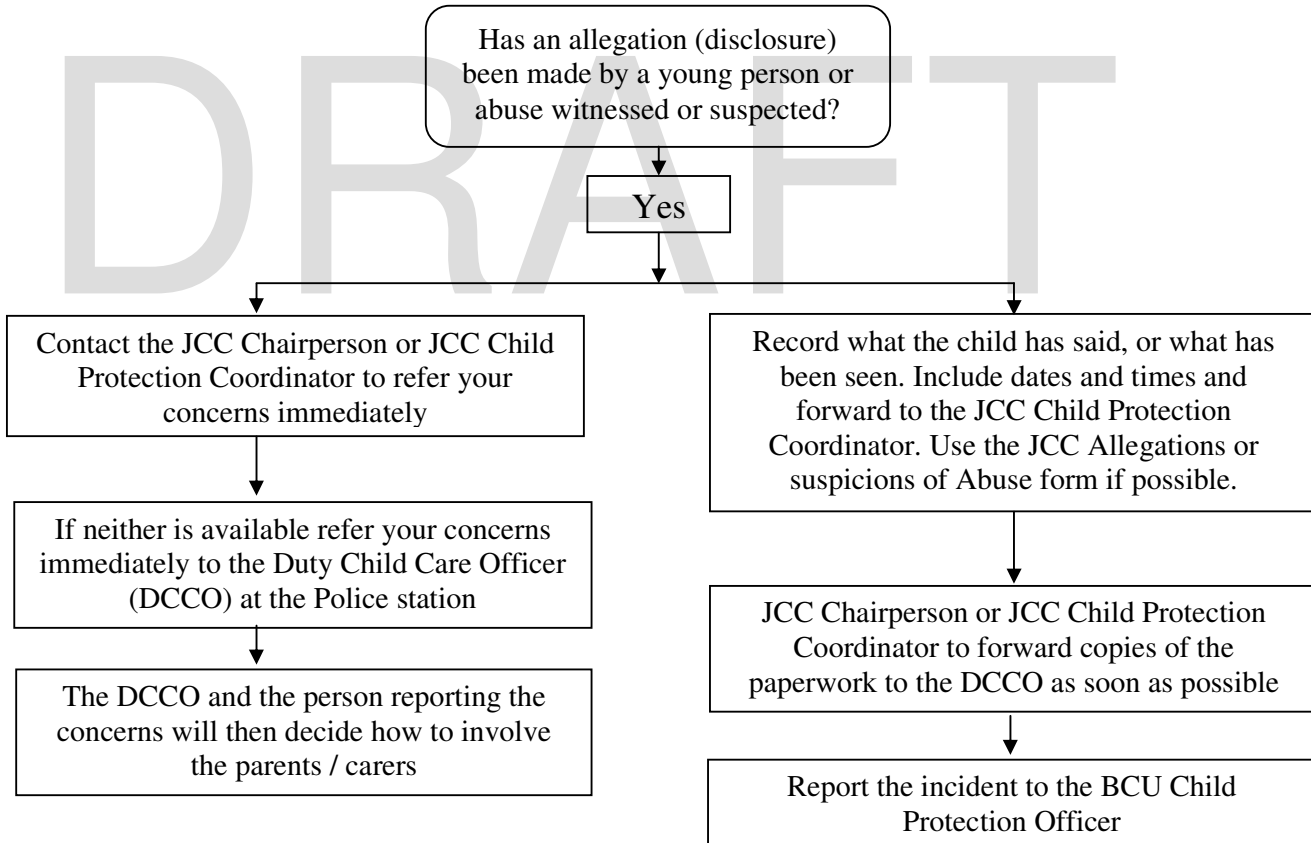 DRAFT
Has an allegation (disclosure)
been made by a young person or
abuse witnessed or suspected?
Yes
Contact the JCC Chairperson or JCC Child
Protection Coordinator to refer your
concerns immediately
If neither is available refer your concerns
immediately to the Duty Child Care Officer
(DCCO) at the Police station
The DCCO and the person reporting the
concerns will then decide how to involve
the parents / carers
Record what the child has said, or what has
been seen. Include dates and times and
forward to the JCC Child Protection
Coordinator. Use the JCC Allegations or
suspicions of Abuse form if possible.
JCC Chairperson or JCC Child Protection
Coordinator to forward copies of the
paperwork to the DCCO as soon as possible
Report the incident to the BCU Child
Protection Officer